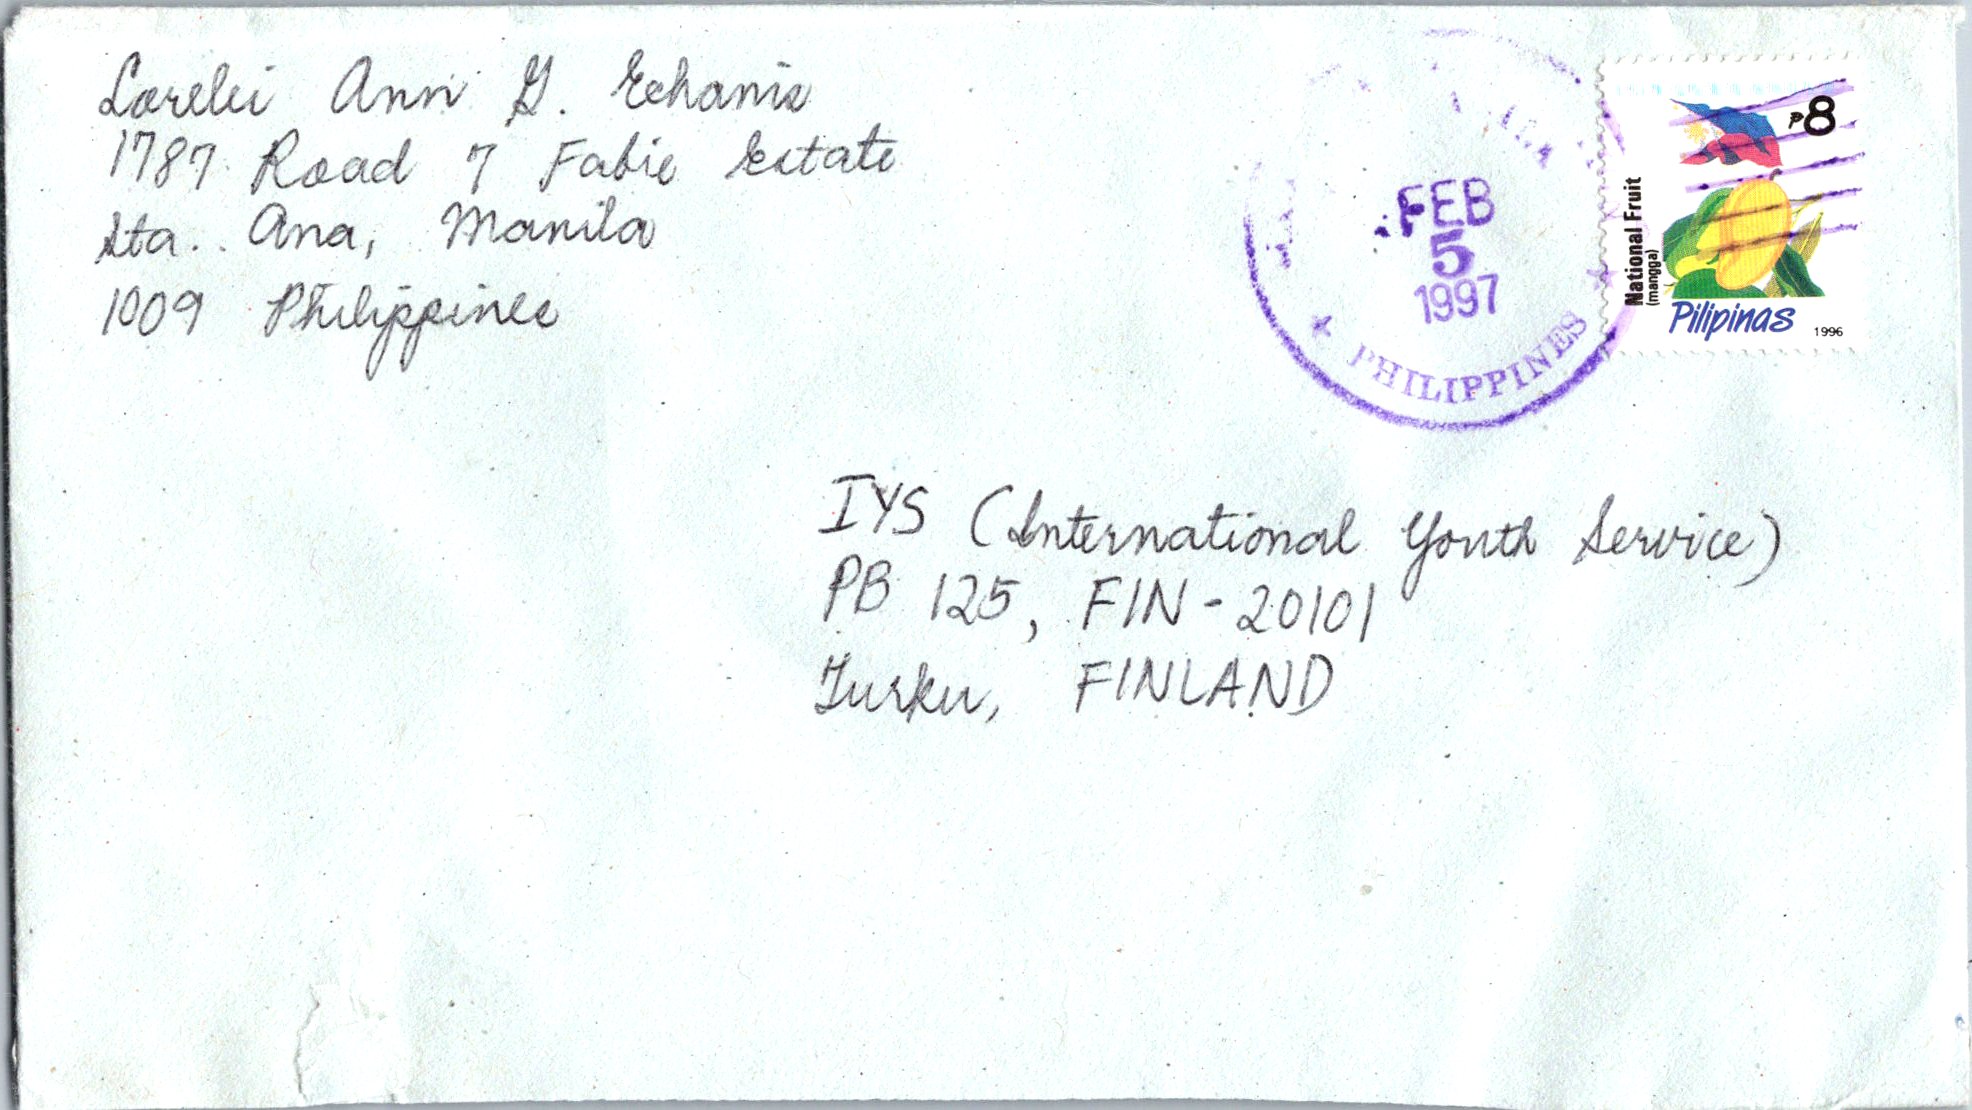 Lorelei Ann G. Echanis
1787 Road 7 Fabie Estate
Sta. Ana, Manila
1009 Philippines
FEB
5
1997
PHILIPPINES
₱8
National Fruit
(mangga)
Pilipinas
1996
IYS (International Youth Service)
PB 125, FIN-20101
Turku, FINLAND